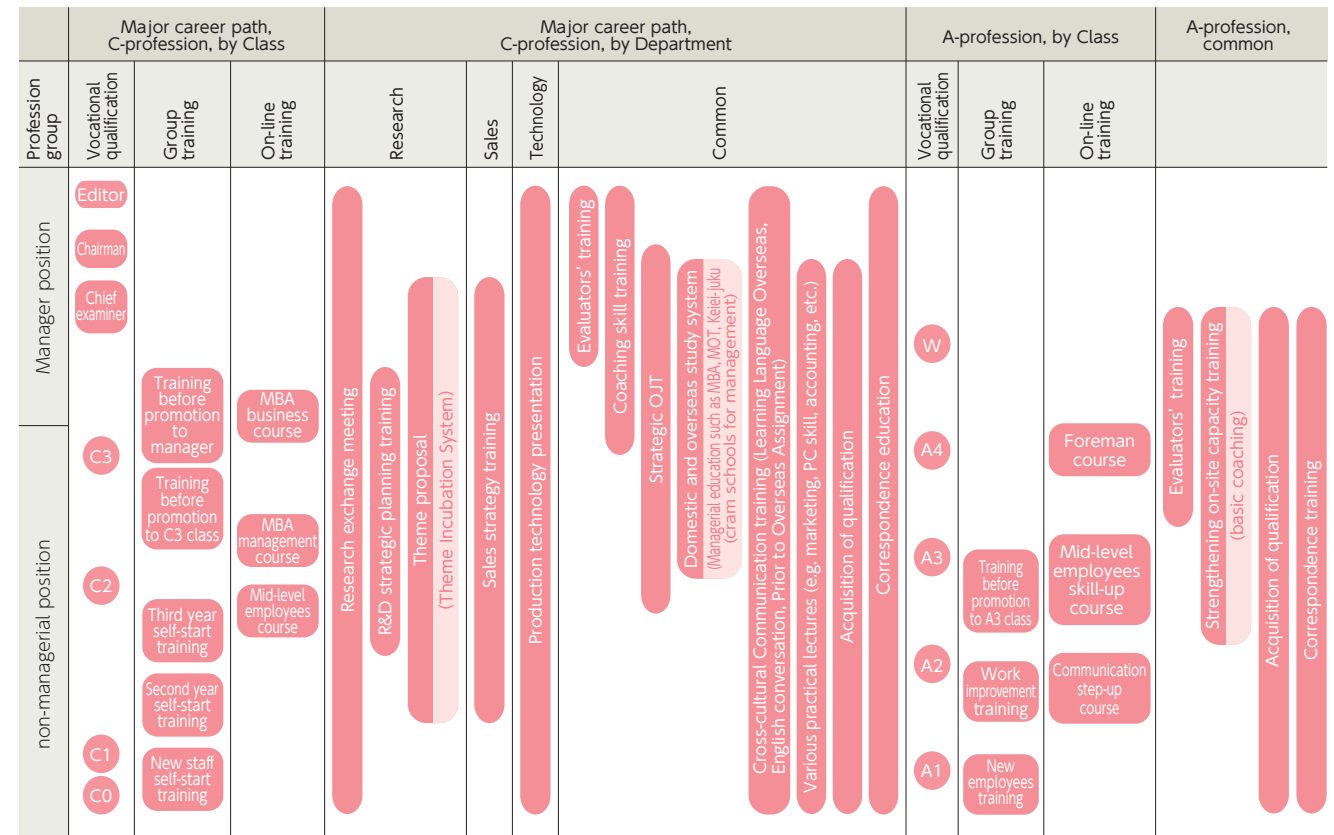 Major career path,
C-profession, by Class
Major career path,
C-profession, by Department
A-profession, by Class
A-profession,
common
Profession
group
Vocational
qualification
Group
training
On-line
training
Research
Sales
Technology
Common
Vocational
qualification
Group
training
On-line
training
Manager position
non-managerial position
Editor
Chairman
Chief
examiner
C3
C2
C1
C0
Training
before
promotion
to
manager
Training
before
promotion
to C3 class
Third year
self-start
training
Second year
self-start
training
New staff
self-start
training
MBA
business
course
MBA
management
course
Mid-level
employees
course
Research exchange meeting
R&D strategic planning training
Theme proposal
(Theme Incubation System)
Sales strategy training
Production technology presentation
Evaluators' training
Coaching skill training
Strategic OJT
Domestic and overseas study system
(Managerial education such as MBA, MOT, Keiei-juku
(cram schools for management)
Cross-cultural Communication training (Learning Language Overseas,
English conversation, Prior to Overseas Assignment)
Various practical lectures (e.g. marketing, PC skill, accounting, etc.)
Acquisition of qualification
Correspondence education
W
A4
A3
A2
A1
Training
before
promotion
to A3 class
Work
improvement
training
New
employees
training
Foreman
course
Mid-level
employees
skill-up
course
Communication
step-up
course
Evaluators' training
Strengthening on-site capacity training
(basic coaching)
Acquisition of qualification
Correspondence training